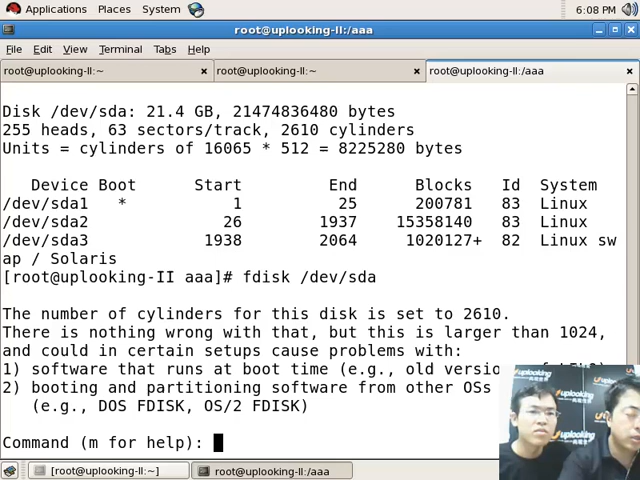 Applications Places System 6:08 PM
root@uplooking-II:/aaa
File Edit View Terminal Tabs Help
root@uplooking-II:~ root@uplooking-II:~ root@uplooking-II:/aaa
Disk /dev/sda: 21.4 GB, 21474836480 bytes
255 heads, 63 sectors/track, 2610 cylinders
Units = cylinders of 16065 * 512 = 8225280 bytes
Device Boot Start End Blocks Id System
/dev/sda1 * 1 25 200781 83 Linux
/dev/sda2 26 1937 15358140 83 Linux
/dev/sda3 1938 2064 1020127+ 82 Linux sw
ap / Solaris
[root@uplooking-II aaa]# fdisk /dev/sda
The number of cylinders for this disk is set to 2610.
There is nothing wrong with that, but this is larger than 1024,
and could in certain setups cause problems with:
1) software that runs at boot time (e.g., old versio
2) booting and partitioning software from other OSs
(e.g., DOS FDISK, OS/2 FDISK)
Command (m for help):
uplooking
uplooking
[root@uplooking-II:~] root@uplooking-II:/aaa